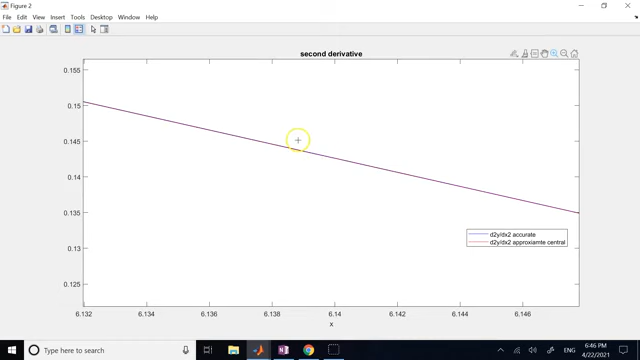 Figure 2
File Edit View Insert Tools Desktop Window Help
second derivative
0.155
0.15
0.145
0.14
0.135
0.13
0.125
d2y/dx2 accurate
d2y/dx2 approxiamte central
6.132 6.134 6.136 6.138 6.14 6.142 6.144 6.146
x
Type here to search
ENG
6:46 PM
4/22/2021